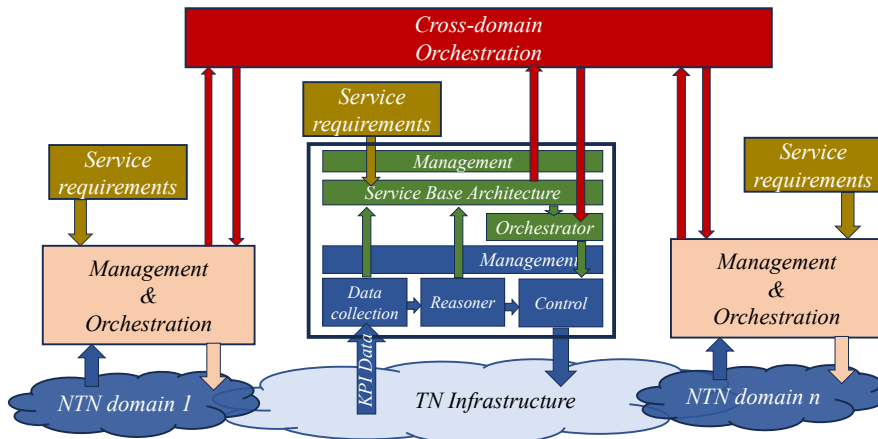 Cross-domain
Orchestration
Service
requirements
Service
requirements
Service
requirements
Management
Service Base Architecture
Orchestrator
Management
Data
collection
Reasoner
Control
Management
&
Orchestration
Management
&
Orchestration
KPI Data
NTN domain 1
TN Infrastructure
NTN domain n